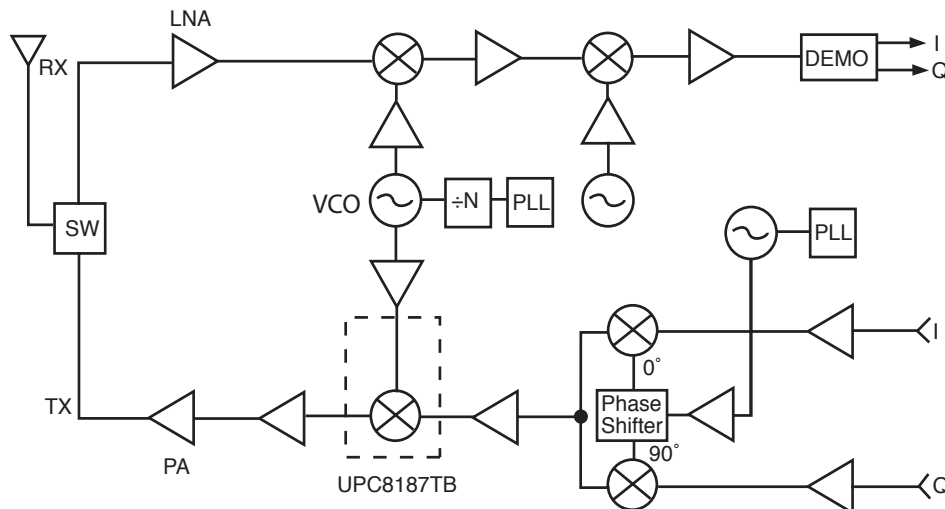 LNA
RX
DEMO
I
Q
VCO
÷N
PLL
SW
PLL
I
0°
Phase
Shifter
TX
90°
PA
UPC8187TB
Q